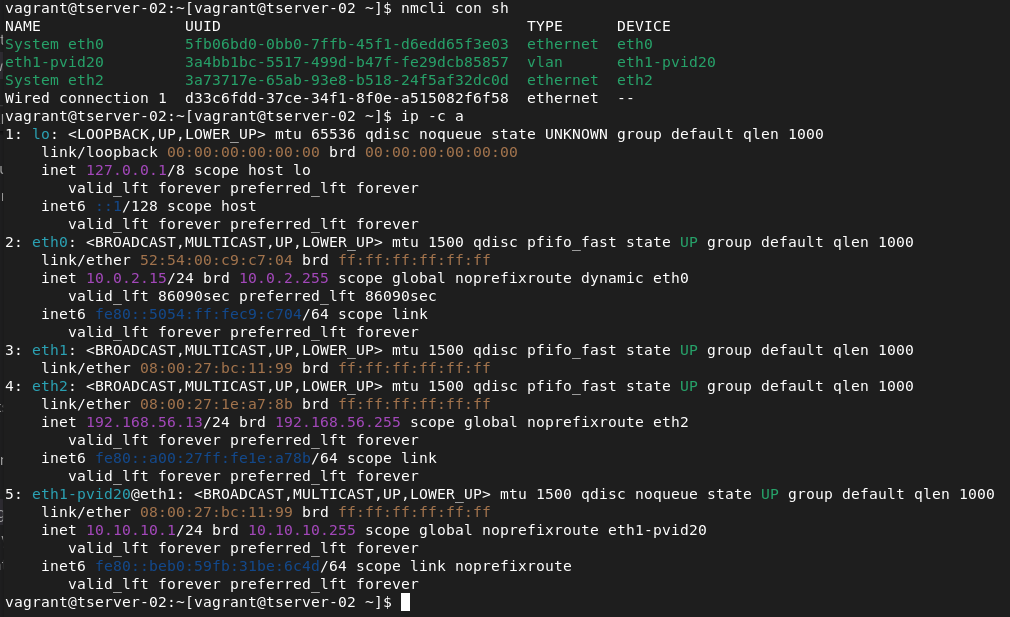 vagrant@tserver-02:~[vagrant@tserver-02 ~]$ nmcli con sh
NAME                UUID                                  TYPE      DEVICE
System eth0         5fb06bd0-0bb0-7ffb-45f1-d6edd65f3e03  ethernet  eth0
eth1-pvid20         3a4bb1bc-5517-499d-b47f-fe29dcb85857  vlan      eth1-pvid20
System eth2         3a73717e-65ab-93e8-b518-24f5af32dc0d  ethernet  eth2
Wired connection 1  d33c6fdd-37ce-34f1-8f0e-a515082f6f58  ethernet  --
vagrant@tserver-02:~[vagrant@tserver-02 ~]$ ip -c a
1: lo: <LOOPBACK,UP,LOWER_UP> mtu 65536 qdisc noqueue state UNKNOWN group default qlen 1000
    link/loopback 00:00:00:00:00:00 brd 00:00:00:00:00:00
    inet 127.0.0.1/8 scope host lo
       valid_lft forever preferred_lft forever
    inet6 ::1/128 scope host
       valid_lft forever preferred_lft forever
2: eth0: <BROADCAST,MULTICAST,UP,LOWER_UP> mtu 1500 qdisc pfifo_fast state UP group default qlen 1000
    link/ether 52:54:00:c9:c7:04 brd ff:ff:ff:ff:ff:ff
    inet 10.0.2.15/24 brd 10.0.2.255 scope global noprefixroute dynamic eth0
       valid_lft 86090sec preferred_lft 86090sec
    inet6 fe80::5054:ff:fec9:c704/64 scope link
       valid_lft forever preferred_lft forever
3: eth1: <BROADCAST,MULTICAST,UP,LOWER_UP> mtu 1500 qdisc pfifo_fast state UP group default qlen 1000
    link/ether 08:00:27:bc:11:99 brd ff:ff:ff:ff:ff:ff
4: eth2: <BROADCAST,MULTICAST,UP,LOWER_UP> mtu 1500 qdisc pfifo_fast state UP group default qlen 1000
    link/ether 08:00:27:1e:a7:8b brd ff:ff:ff:ff:ff:ff
    inet 192.168.56.13/24 brd 192.168.56.255 scope global noprefixroute eth2
       valid_lft forever preferred_lft forever
    inet6 fe80::a00:27ff:fe1e:a78b/64 scope link
       valid_lft forever preferred_lft forever
5: eth1-pvid20@eth1: <BROADCAST,MULTICAST,UP,LOWER_UP> mtu 1500 qdisc noqueue state UP group default qlen 1000
    link/ether 08:00:27:bc:11:99 brd ff:ff:ff:ff:ff:ff
    inet 10.10.10.1/24 brd 10.10.10.255 scope global noprefixroute eth1-pvid20
       valid_lft forever preferred_lft forever
    inet6 fe80::beb0:59fb:31be:6c4d/64 scope link noprefixroute
       valid_lft forever preferred_lft forever
vagrant@tserver-02:~[vagrant@tserver-02 ~]$